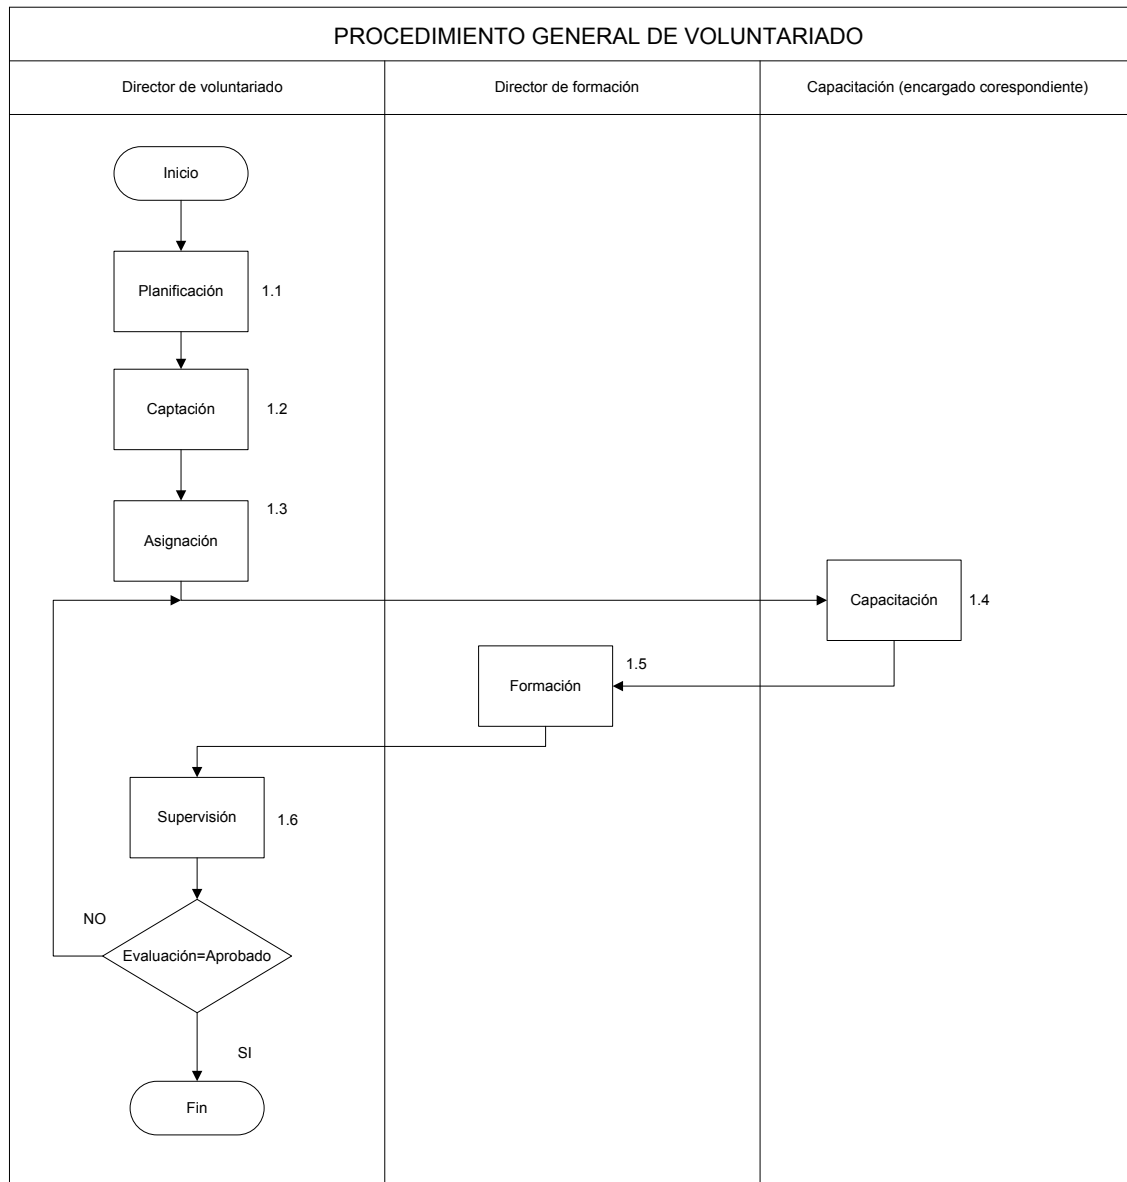 PROCEDIMIENTO GENERAL DE VOLUNTARIADO
Director de voluntariado
Director de formación
Capacitación (encargado corespondiente)
Inicio
Planificación
1.1
Captación
1.2
1.3
Asignación
Capacitación
1.4
1.5
Formación
Supervisión
1.6
NO
Evaluación=Aprobado
SI
Fin